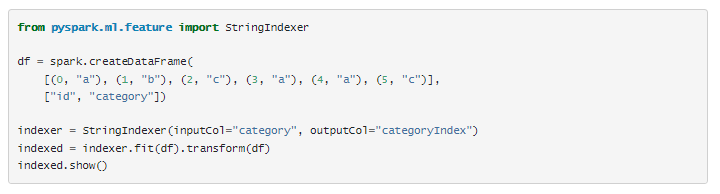 from pyspark.ml.feature import StringIndexer
df = spark.createDataFrame(
    [(0, "a"), (1, "b"), (2, "c"), (3, "a"), (4, "a"), (5, "c")],
    ["id", "category"])
indexer = StringIndexer(inputCol="category", outputCol="categoryIndex")
indexed = indexer.fit(df).transform(df)
indexed.show()